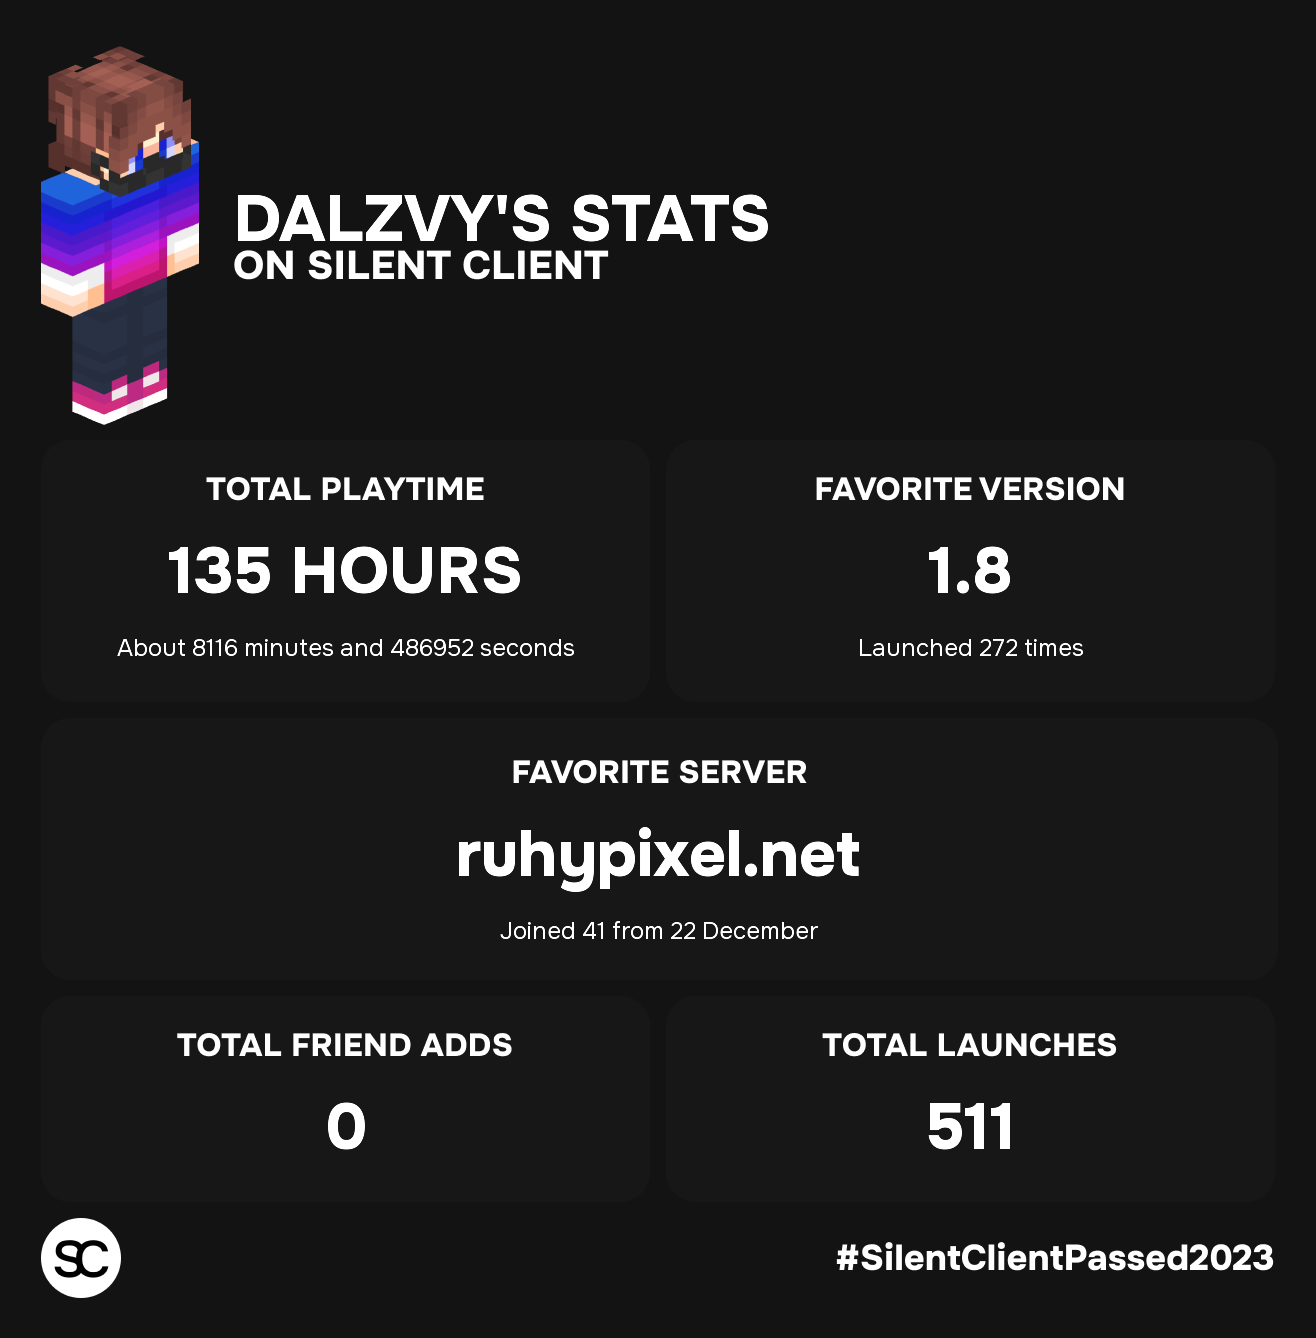 DALZVY'S STATS
ON SILENT CLIENT
TOTAL PLAYTIME
135 HOURS
About 8116 minutes and 486952 seconds
FAVORITE VERSION
1.8
Launched 272 times
FAVORITE SERVER
ruhypixel.net
Joined 41 from 22 December
TOTAL FRIEND ADDS
0
TOTAL LAUNCHES
511
SC
#SilentClientPassed2023